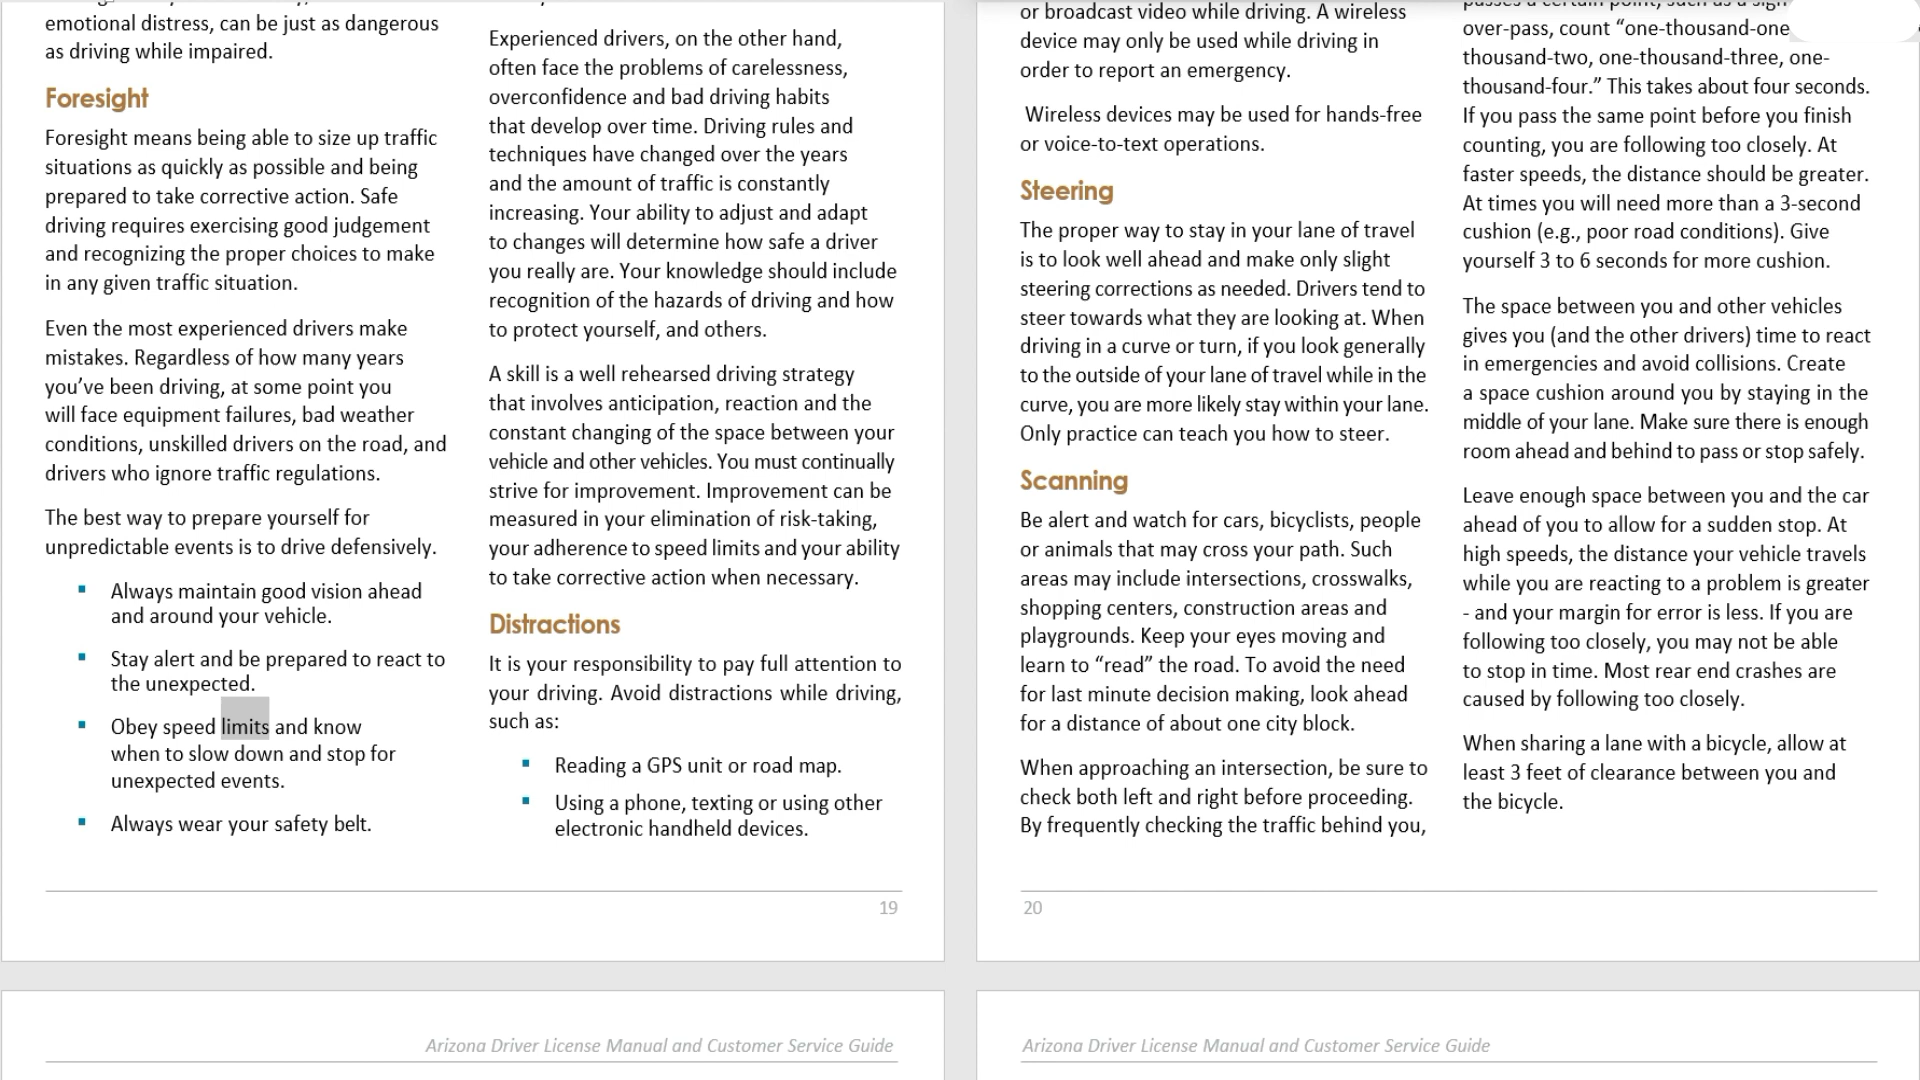 emotional distress, can be just as dangerous
as driving while impaired.
Foresight
Foresight means being able to size up traffic
situations as quickly as possible and being
prepared to take corrective action. Safe
driving requires exercising good judgement
and recognizing the proper choices to make
in any given traffic situation.
Even the most experienced drivers make
mistakes. Regardless of how many years
you’ve been driving, at some point you
will face equipment failures, bad weather
conditions, unskilled drivers on the road, and
drivers who ignore traffic regulations.
The best way to prepare yourself for
unpredictable events is to drive defensively.
▪ Always maintain good vision ahead
and around your vehicle.
▪ Stay alert and be prepared to react to
the unexpected.
▪ Obey speed limits and know
when to slow down and stop for
unexpected events.
▪ Always wear your safety belt.
Experienced drivers, on the other hand,
often face the problems of carelessness,
overconfidence and bad driving habits
that develop over time. Driving rules and
techniques have changed over the years
and the amount of traffic is constantly
increasing. Your ability to adjust and adapt
to changes will determine how safe a driver
you really are. Your knowledge should include
recognition of the hazards of driving and how
to protect yourself, and others.
A skill is a well rehearsed driving strategy
that involves anticipation, reaction and the
constant changing of the space between your
vehicle and other vehicles. You must continually
strive for improvement. Improvement can be
measured in your elimination of risk-taking,
your adherence to speed limits and your ability
to take corrective action when necessary.
Distractions
It is your responsibility to pay full attention to
your driving. Avoid distractions while driving,
such as:
▪ Reading a GPS unit or road map.
▪ Using a phone, texting or using other
electronic handheld devices.
19
or broadcast video while driving. A wireless
device may only be used while driving in
order to report an emergency.
Wireless devices may be used for hands-free
or voice-to-text operations.
Steering
The proper way to stay in your lane of travel
is to look well ahead and make only slight
steering corrections as needed. Drivers tend to
steer towards what they are looking at. When
driving in a curve or turn, if you look generally
to the outside of your lane of travel while in the
curve, you are more likely stay within your lane.
Only practice can teach you how to steer.
Scanning
Be alert and watch for cars, bicyclists, people
or animals that may cross your path. Such
areas may include intersections, crosswalks,
shopping centers, construction areas and
playgrounds. Keep your eyes moving and
learn to “read” the road. To avoid the need
for last minute decision making, look ahead
for a distance of about one city block.
When approaching an intersection, be sure to
check both left and right before proceeding.
By frequently checking the traffic behind you,
passes a certain point, such as a sign
over-pass, count “one-thousand-one
thousand-two, one-thousand-three, one-
thousand-four.” This takes about four seconds.
If you pass the same point before you finish
counting, you are following too closely. At
faster speeds, the distance should be greater.
At times you will need more than a 3-second
cushion (e.g., poor road conditions). Give
yourself 3 to 6 seconds for more cushion.
The space between you and other vehicles
gives you (and the other drivers) time to react
in emergencies and avoid collisions. Create
a space cushion around you by staying in the
middle of your lane. Make sure there is enough
room ahead and behind to pass or stop safely.
Leave enough space between you and the car
ahead of you to allow for a sudden stop. At
high speeds, the distance your vehicle travels
while you are reacting to a problem is greater
- and your margin for error is less. If you are
following too closely, you may not be able
to stop in time. Most rear end crashes are
caused by following too closely.
When sharing a lane with a bicycle, allow at
least 3 feet of clearance between you and
the bicycle.
20
Arizona Driver License Manual and Customer Service Guide
Arizona Driver License Manual and Customer Service Guide